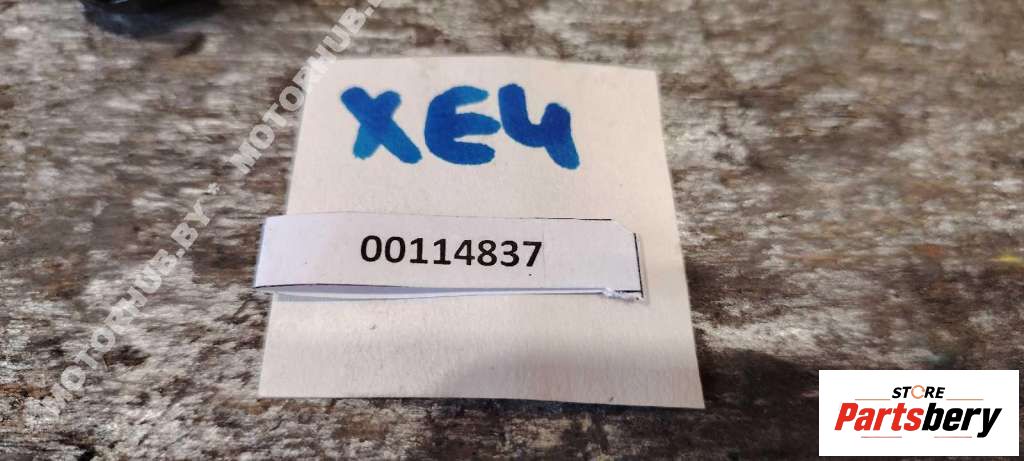 XE4
00114837
MOTORHUB.BY - MOTORHUB.BY
STORE
Partsbery